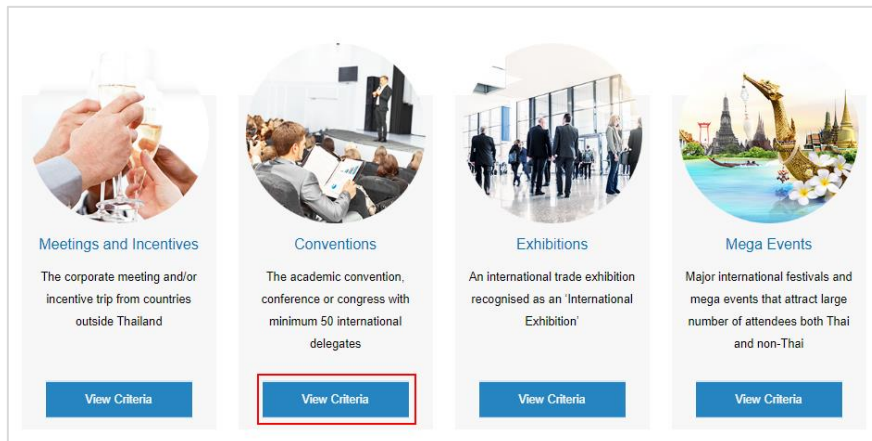 Meetings and Incentives
The corporate meeting and/or
incentive trip from countries
outside Thailand
View Criteria
Conventions
The academic convention,
conference or congress with
minimum 50 international
delegates
View Criteria
Exhibitions
An international trade exhibition
recognised as an 'International
Exhibition'
View Criteria
Mega Events
Major international festivals and
mega events that attract large
number of attendees both Thai
and non-Thai
View Criteria